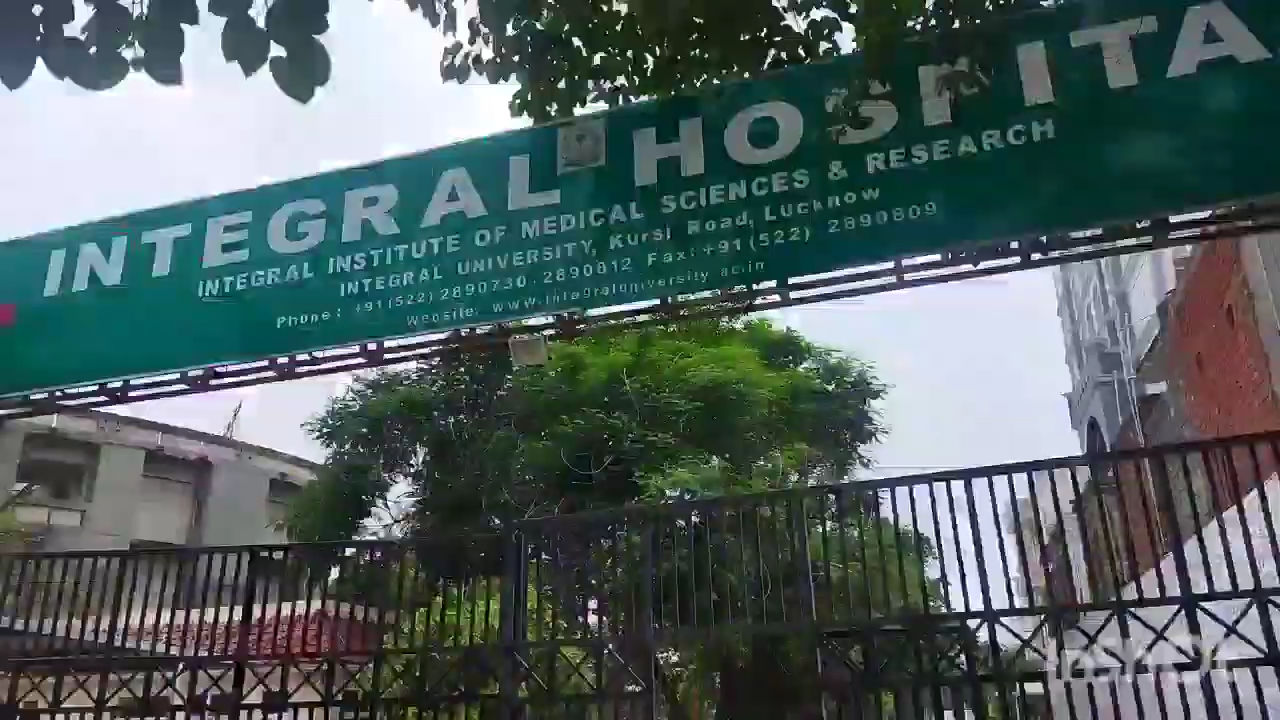 INTEGRAL HOSPITA
INTEGRAL INSTITUTE OF MEDICAL SCIENCES & RESEARCH
INTEGRAL UNIVERSITY, Kursi Road, Lucknow
Phone: +91(522) 2890730, 2890812 Fax:+91(522) 2890809
website: www.integraluniversity.ac.in